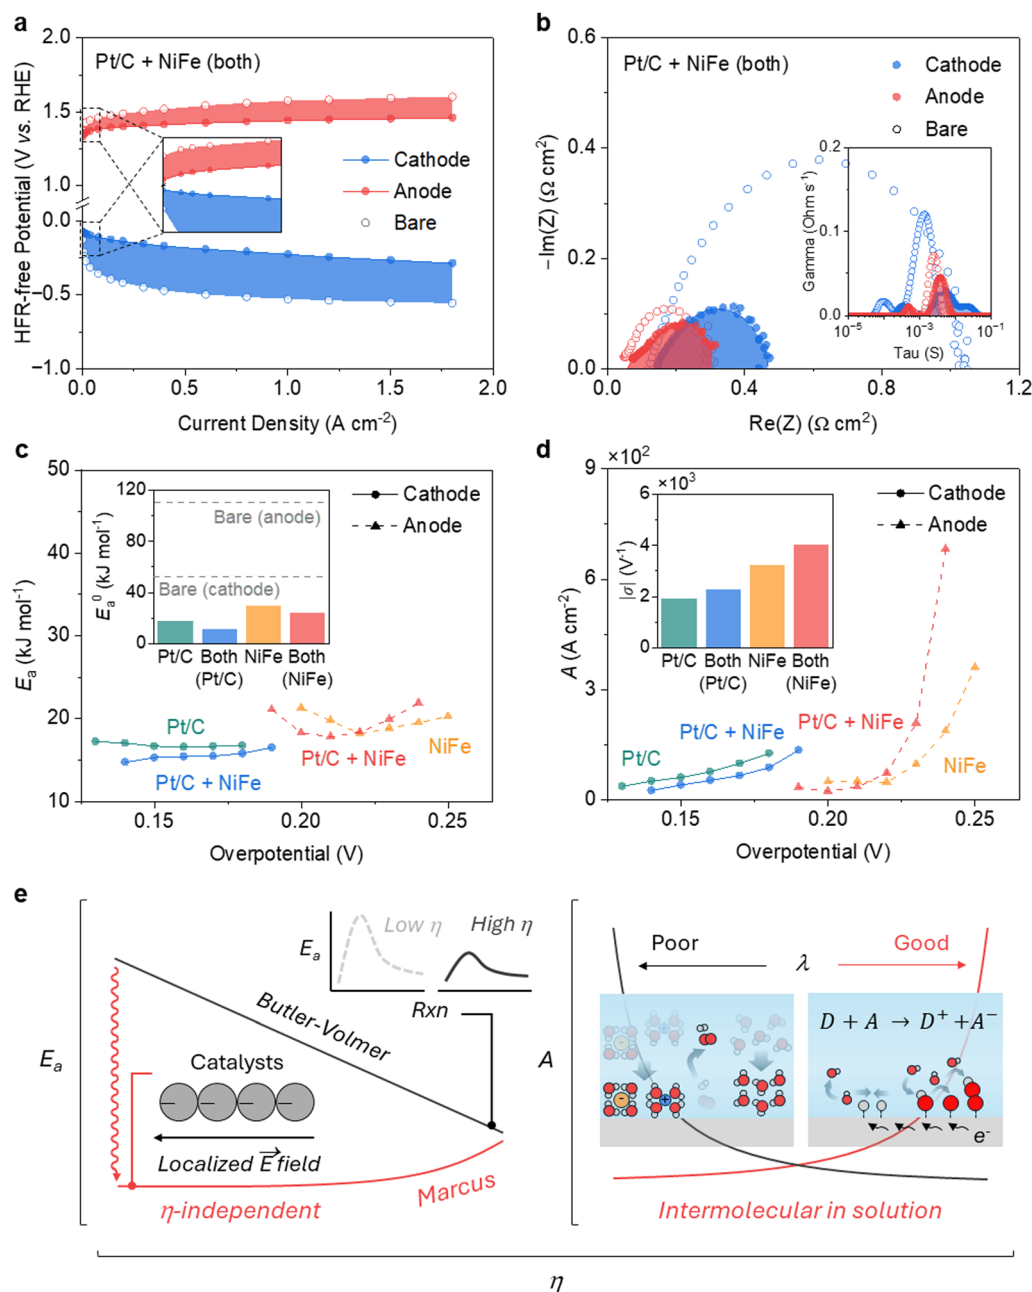 a
Pt/C + NiFe (both)
HFR-free Potential (V vs. RHE)
2.0
1.5
1.0
0.0
−0.5
−1.0
0.0
0.5
1.0
1.5
2.0
Current Density (A cm⁻²)
Cathode
Anode
Bare
b
Pt/C + NiFe (both)
−Im(Z) (Ω cm²)
0.6
0.4
0.2
0.0
0.0
0.4
0.8
1.2
Re(Z) (Ω cm²)
Cathode
Anode
Bare
Gamma (Ohm s⁻¹)
0.2
0.1
0.0
10⁻⁵
10⁻³
10⁻¹
Tau (S)
c
Eₐ (kJ mol⁻¹)
50
40
30
20
10
0.15
0.20
0.25
Overpotential (V)
Cathode
Anode
Eₐ⁰ (kJ mol⁻¹)
120
80
40
0
Bare (anode)
Bare (cathode)
Pt/C
Both
(Pt/C)
NiFe
Both
(NiFe)
Pt/C
Pt/C + NiFe
Pt/C + NiFe
NiFe
d
×10²
A (A cm⁻²)
9
6
3
0
0.15
0.20
0.25
Overpotential (V)
Cathode
Anode
×10³
|σ| (V⁻¹)
6
4
2
0
Pt/C
Both
(Pt/C)
NiFe
Both
(NiFe)
Pt/C
Pt/C + NiFe
Pt/C + NiFe
NiFe
e
Eₐ
Eₐ
Low η
High η
Rxn
Butler-Volmer
Catalysts
Localized E⃗ field
η-independent
Marcus
A
Poor
λ
Good
− +
D + A → D⁺ + A⁻
− +
e⁻
Intermolecular in solution
η